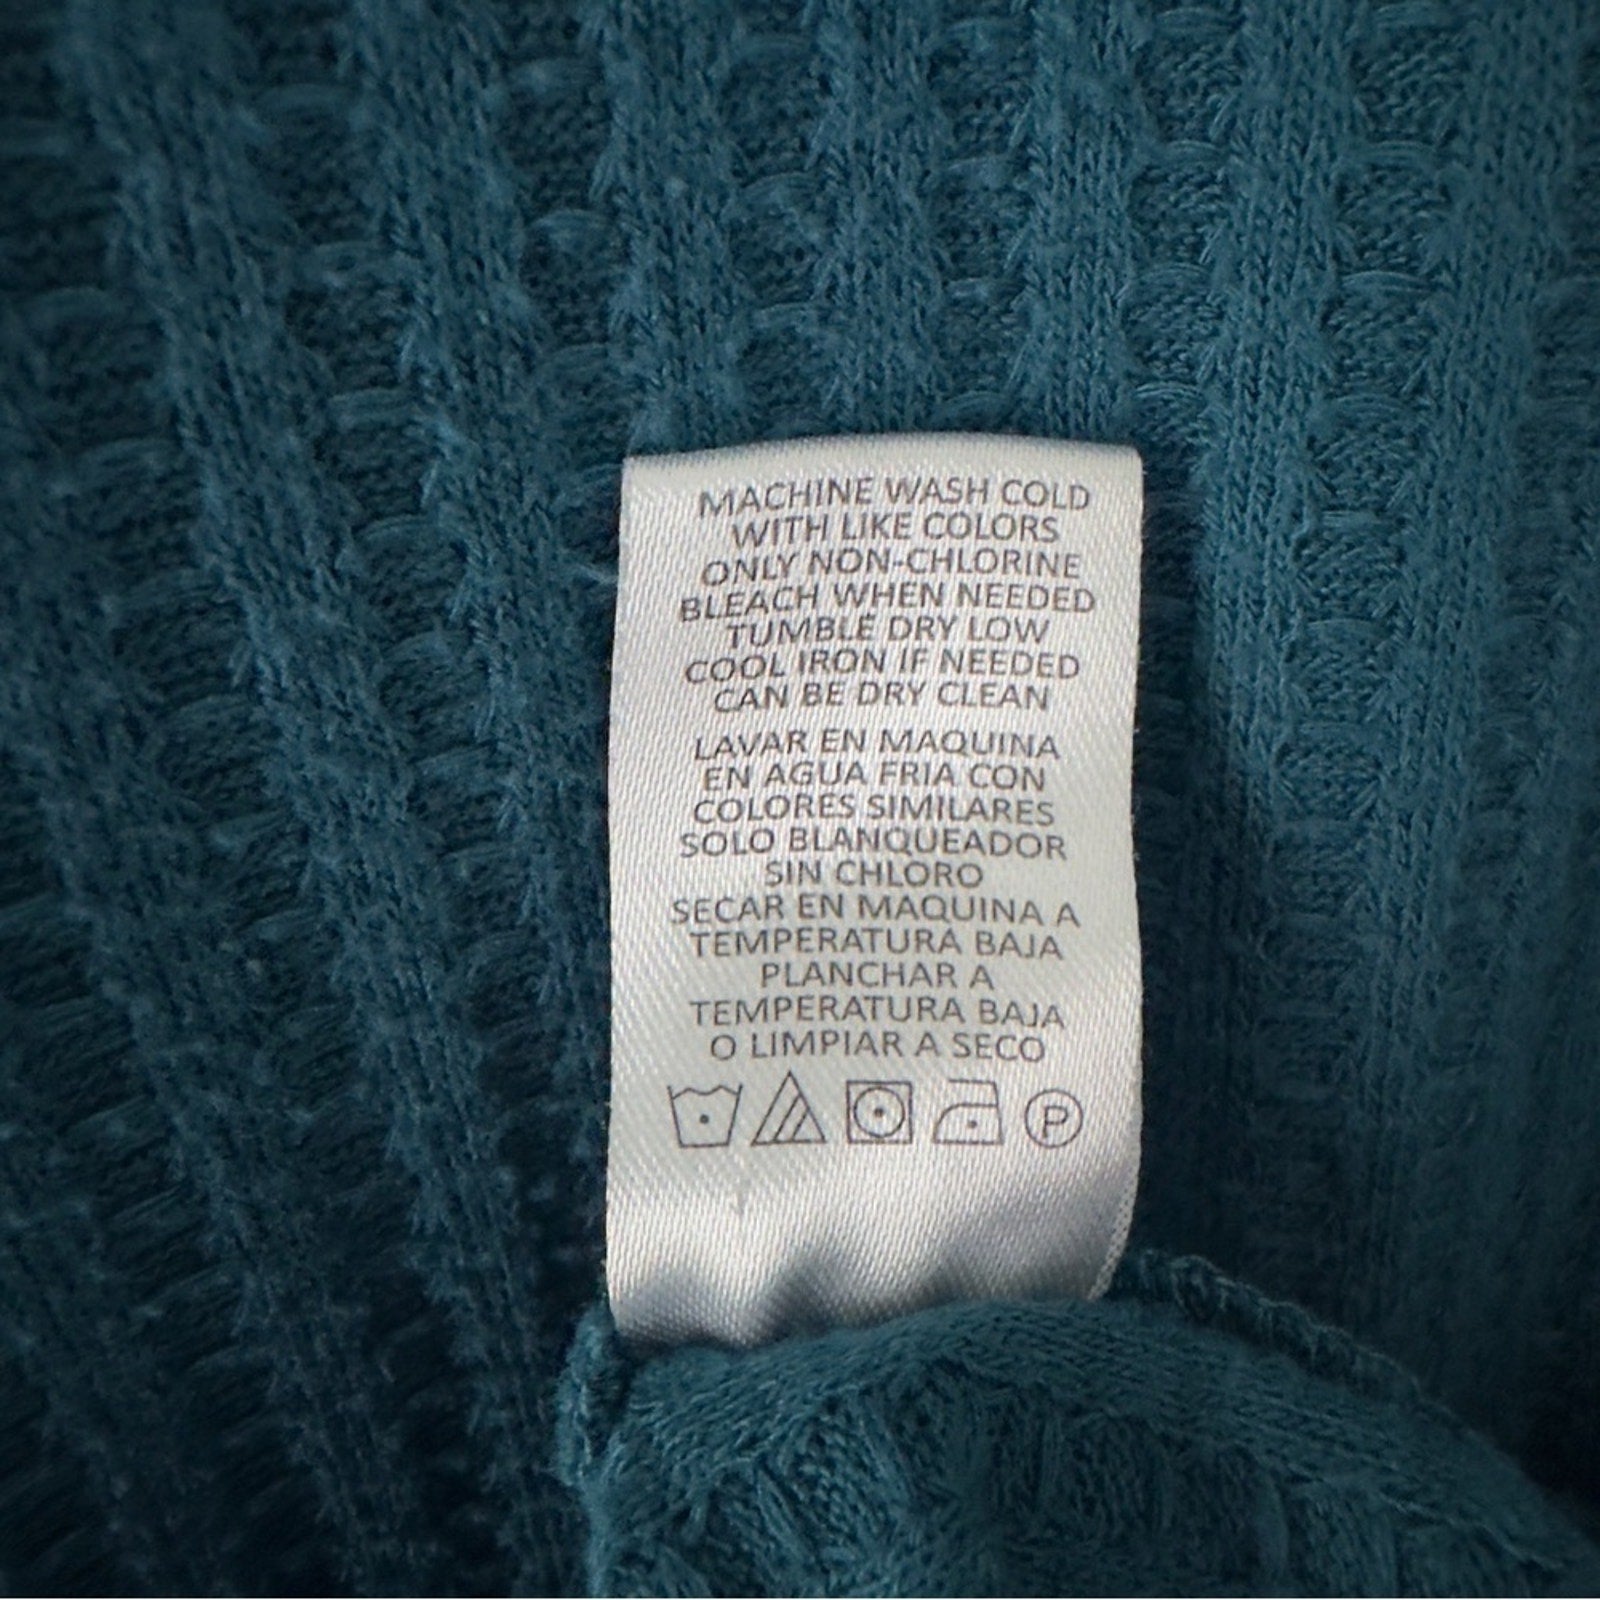 MACHINE WASH COLD
WITH LIKE COLORS
ONLY NON-CHLORINE
BLEACH WHEN NEEDED
TUMBLE DRY LOW
COOL IRON IF NEEDED
CAN BE DRY CLEAN
LAVAR EN MAQUINA
EN AGUA FRIA CON
COLORES SIMILARES
SOLO BLANQUEADOR
SIN CHLORO
SECAR EN MAQUINA A
TEMPERATURA BAJA
PLANCHAR A
TEMPERATURA BAJA
O LIMPIAR A SECO
P